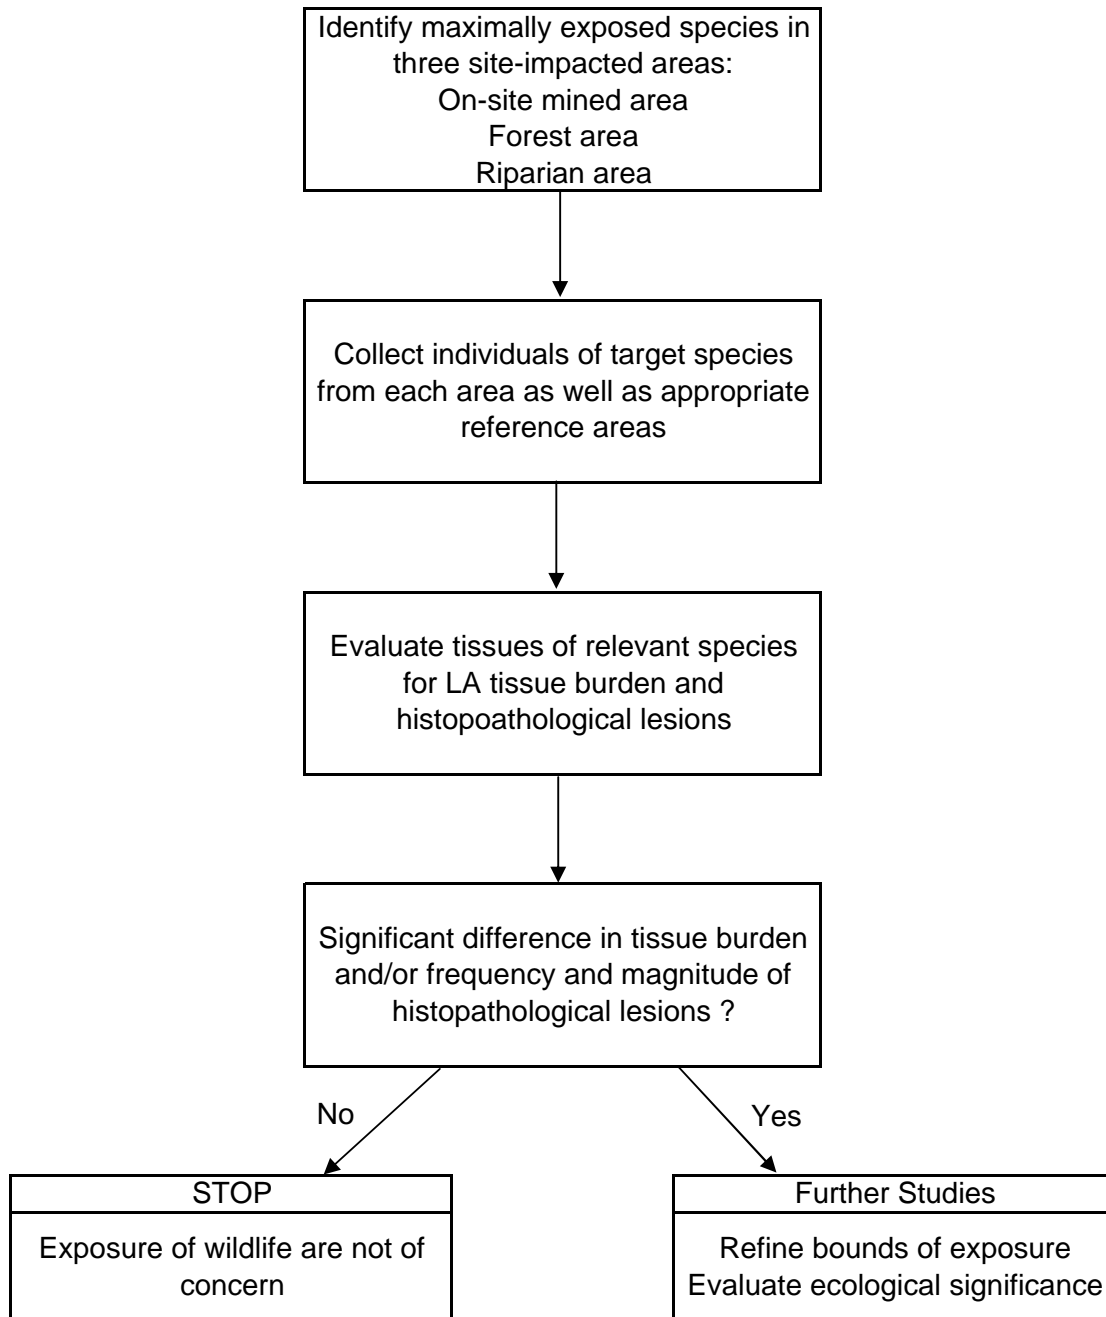 Identify maximally exposed species in
three site-impacted areas:
On-site mined area
Forest area
Riparian area
Collect individuals of target species
from each area as well as appropriate
reference areas
Evaluate tissues of relevant species
for LA tissue burden and
histopoathological lesions
Significant difference in tissue burden
and/or frequency and magnitude of
histopathological lesions ?
No
Yes
STOP
Exposure of wildlife are not of
concern
Further Studies
Refine bounds of exposure
Evaluate ecological significance